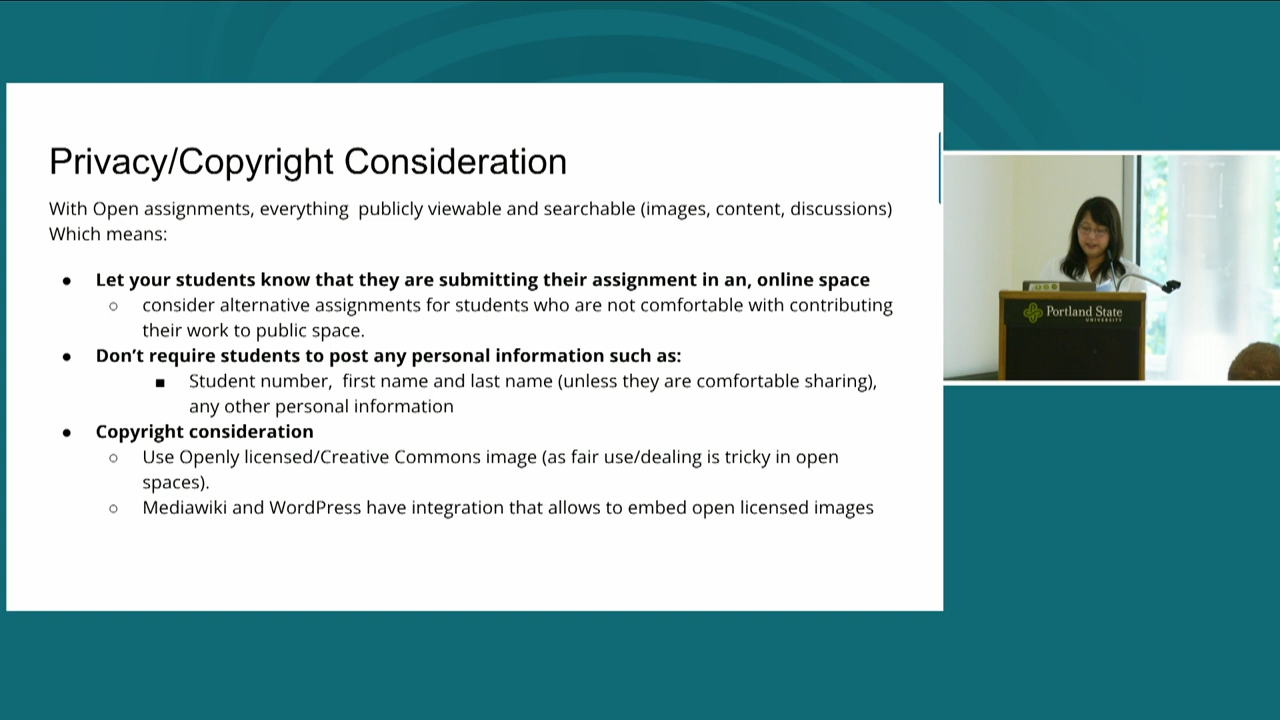 Privacy/Copyright Consideration
With Open assignments, everything  publicly viewable and searchable (images, content, discussions)
Which means:
● Let your students know that they are submitting their assignment in an, online space
○ consider alternative assignments for students who are not comfortable with contributing
their work to public space.
● Don’t require students to post any personal information such as:
■ Student number,  first name and last name (unless they are comfortable sharing),
any other personal information
● Copyright consideration
○ Use Openly licensed/Creative Commons image (as fair use/dealing is tricky in open
spaces).
○ Mediawiki and WordPress have integration that allows to embed open licensed images
Portland State
UNIVERSITY